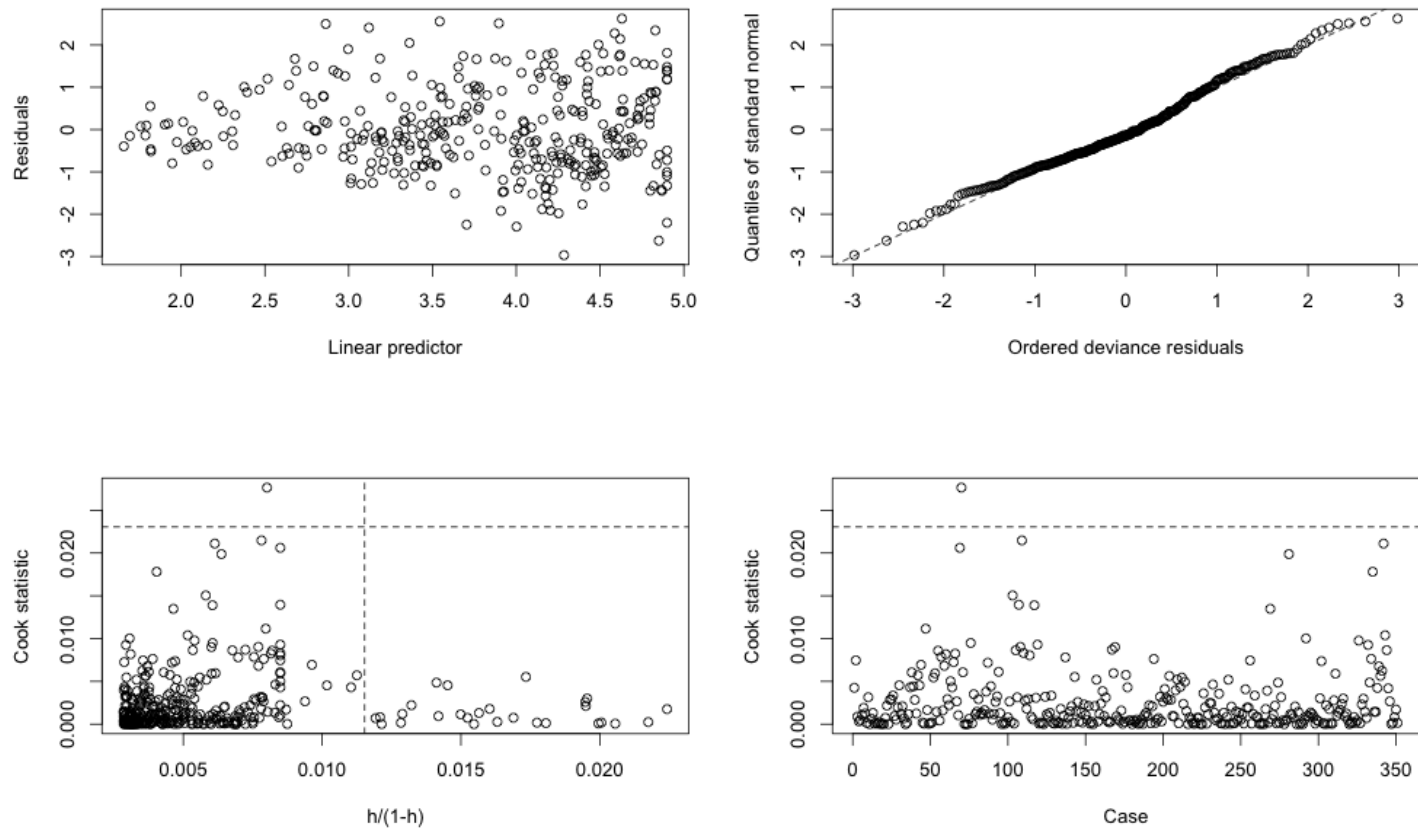 Residuals
2
1
0
-1
-2
-3
2.0 2.5 3.0 3.5 4.0 4.5 5.0
Linear predictor
Quantiles of standard normal
2
1
0
-1
-2
-3
-3 -2 -1 0 1 2 3
Ordered deviance residuals
Cook statistic
0.020
0.010
0.000
0.005 0.010 0.015 0.020
h/(1-h)
Cook statistic
0.020
0.010
0.000
0 50 100 150 200 250 300 350
Case